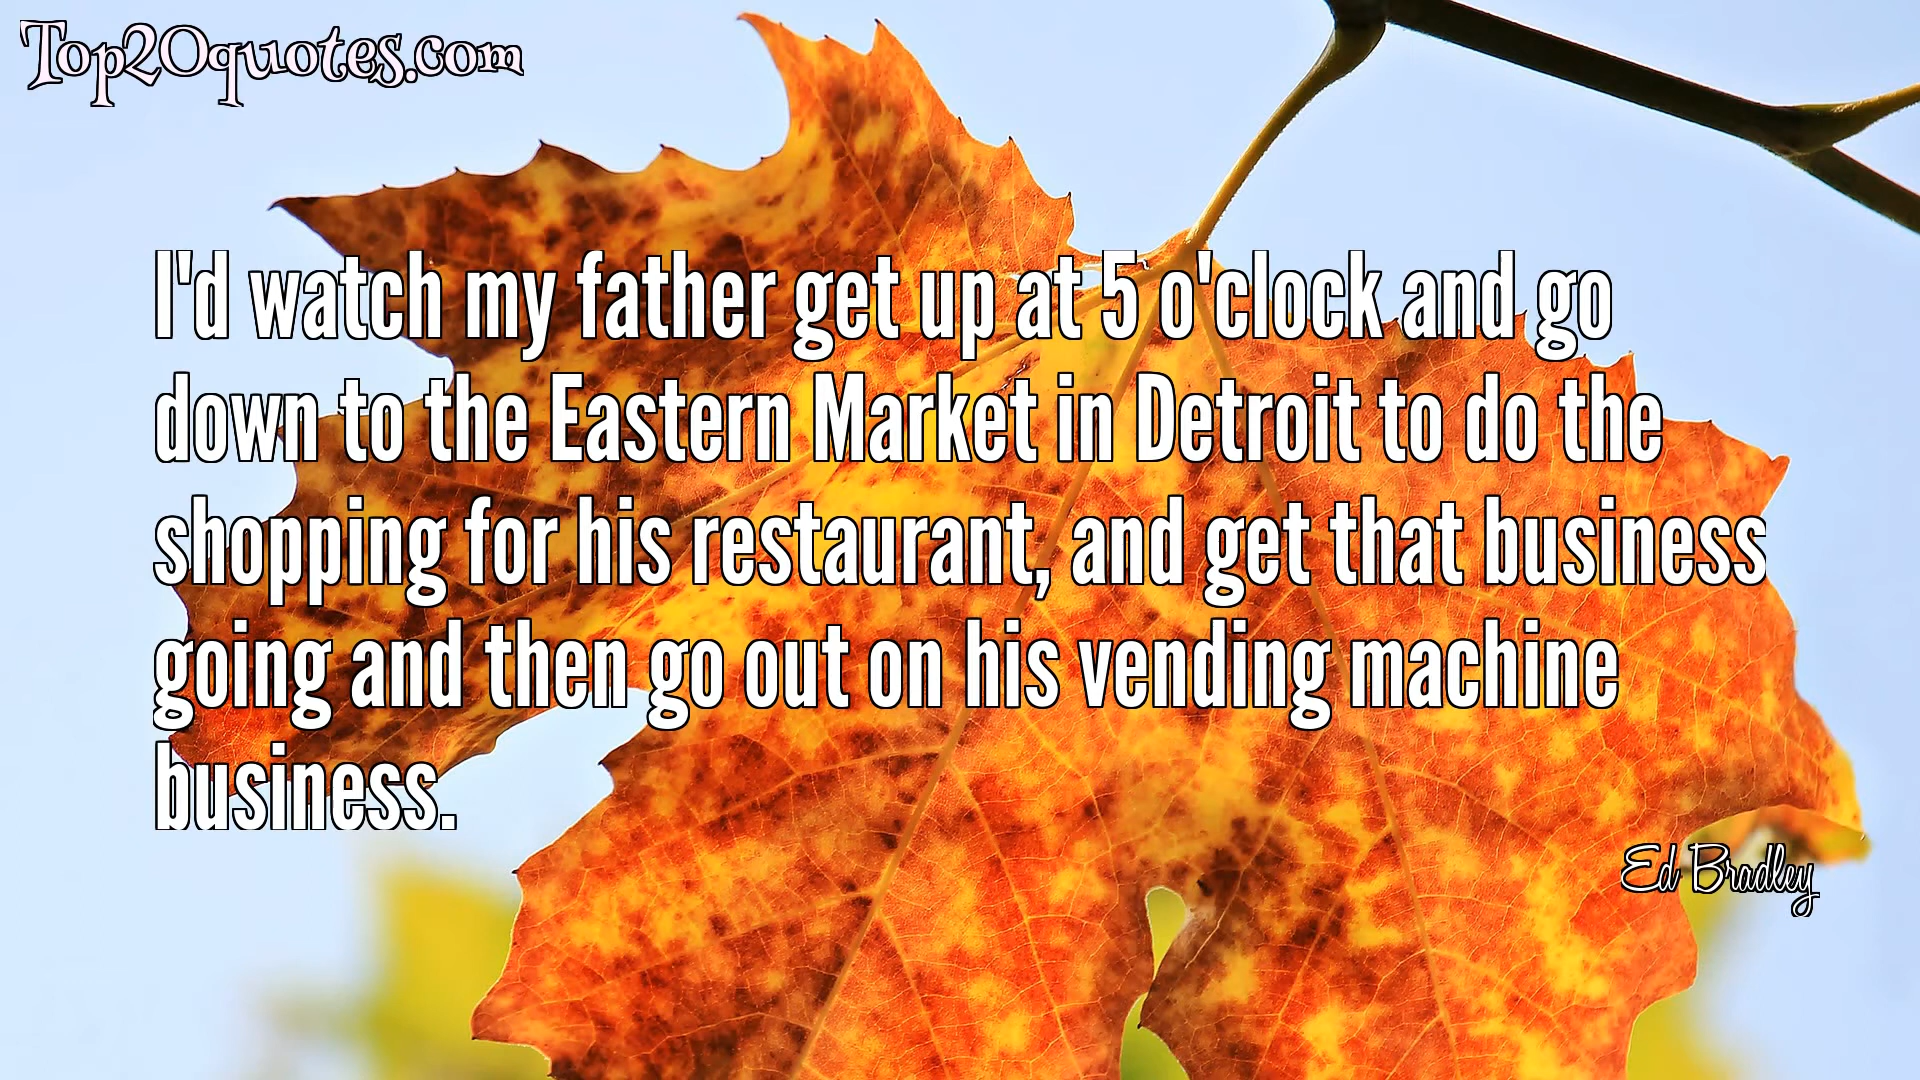 Top20quotes.com
I'd watch my father get up at 5 o'clock and go
down to the Eastern Market in Detroit to do the
shopping for his restaurant, and get that business
going and then go out on his vending machine
business.
Ed Bradley